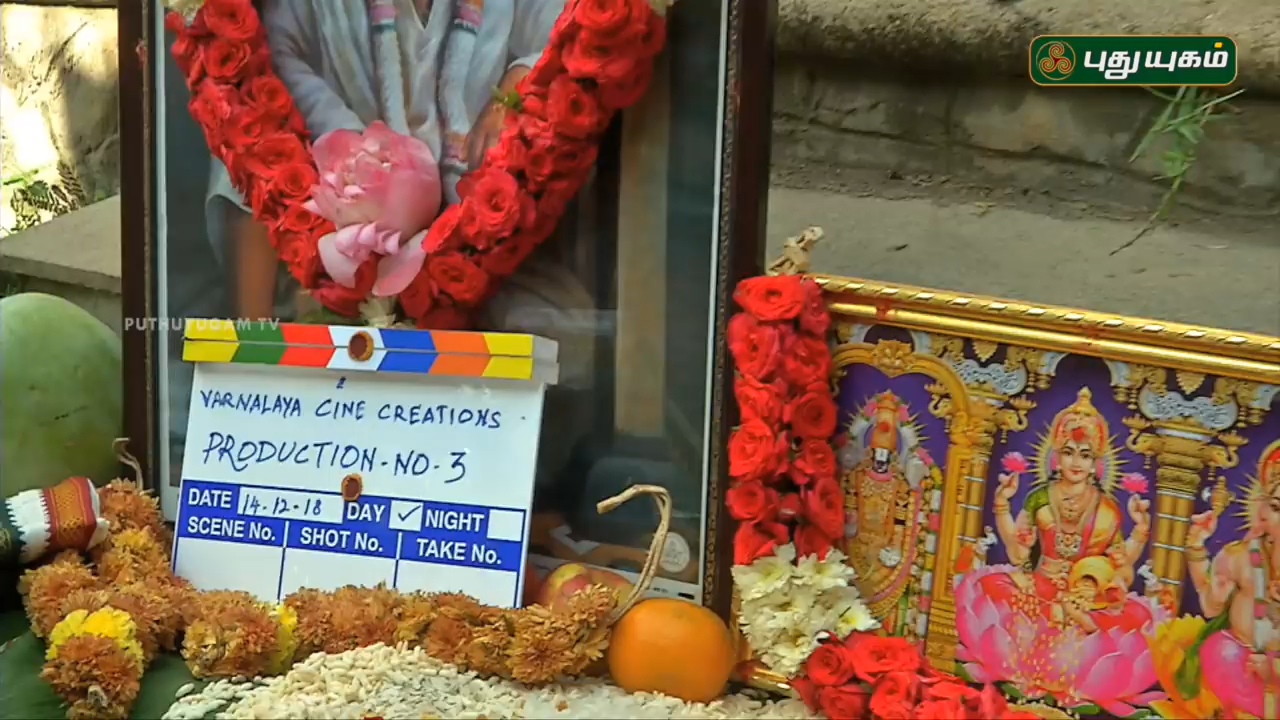 புதுயுகம்
PUTHUYUGAM TV
VARNALAYA CINE CREATIONS
PRODUCTION-NO-3
DATE 14-12-18 DAY ✓ NIGHT
SCENE No. SHOT No. TAKE No.